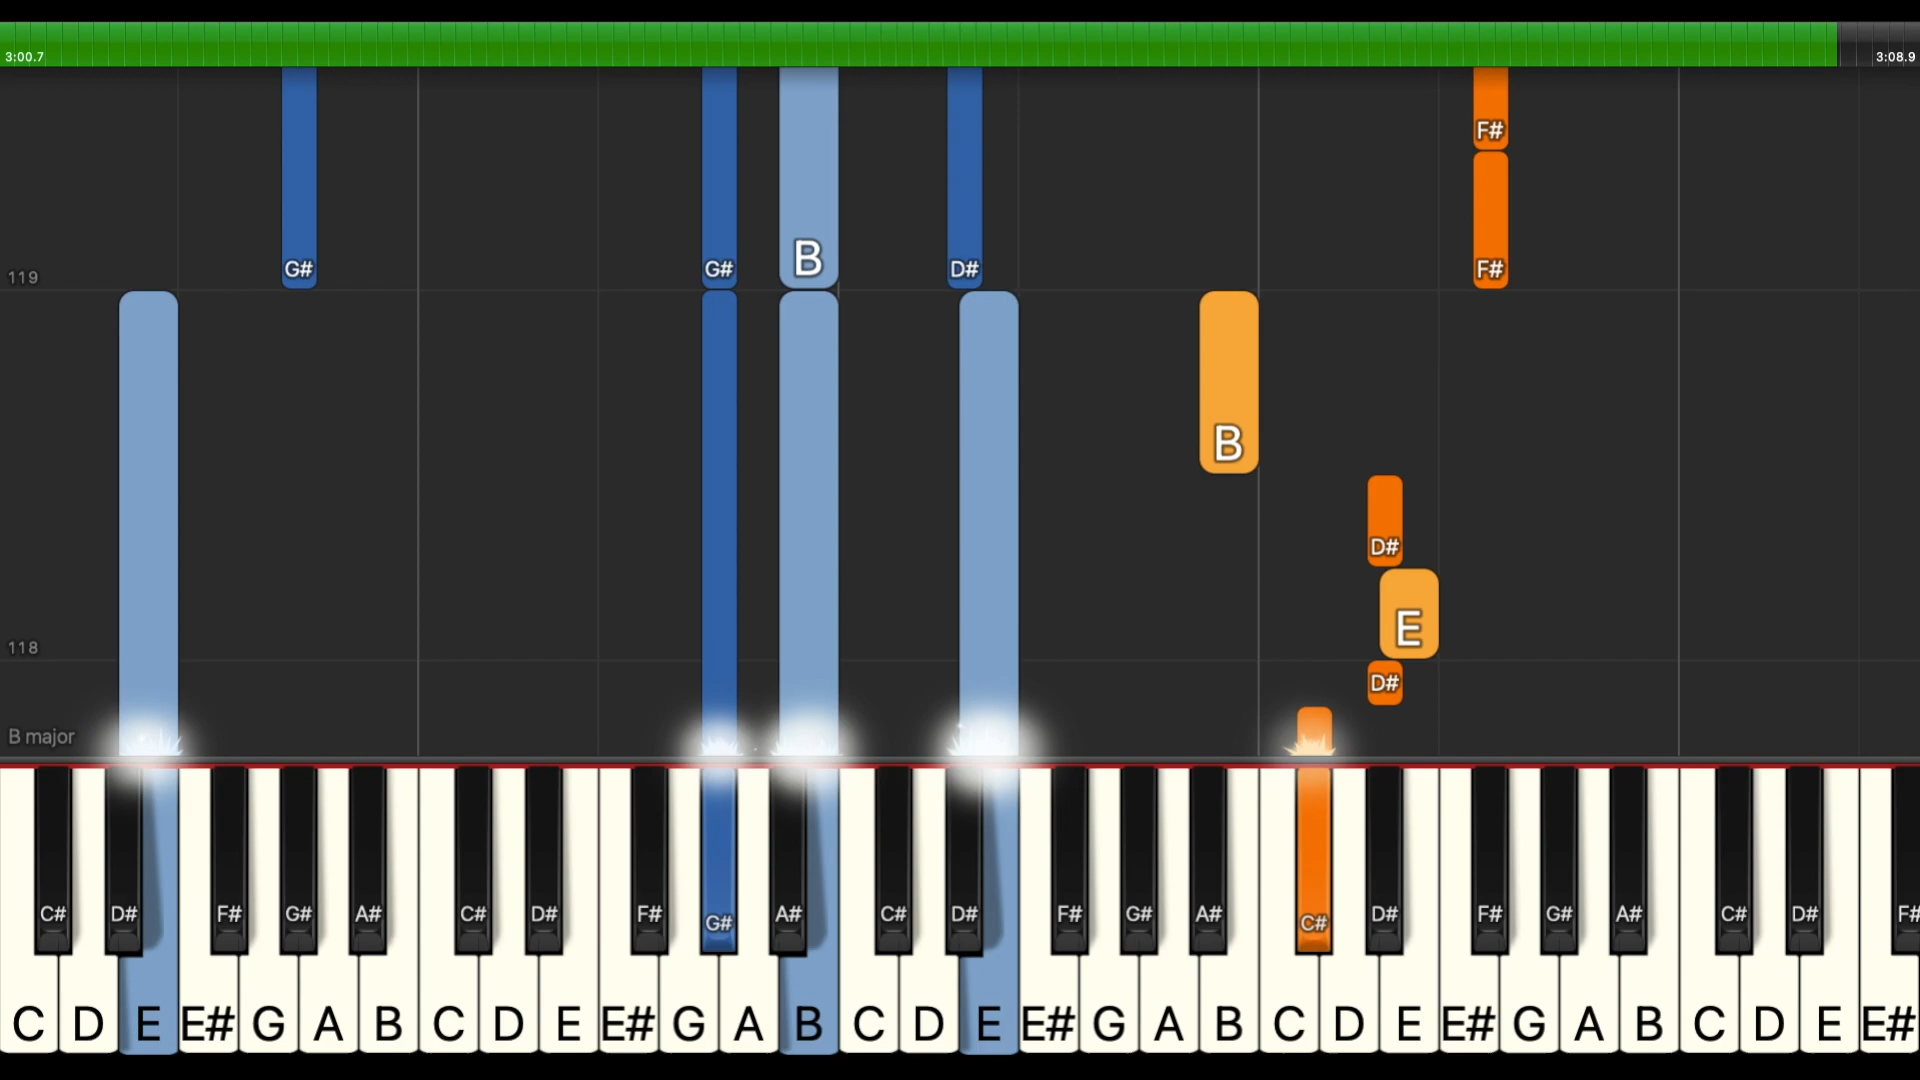 3:00.7 3:08.9
F#
B
G# G# D# F#
119
B
D#
E
118
D#
B major
C# D# F# G# A# C# D# F# G# A# C# D# F# G# A# C# D# F# G# A# C# D# F#
C D E E# G A B C D E E# G A B C D E E# G A B C D E E# G A B C D E E#